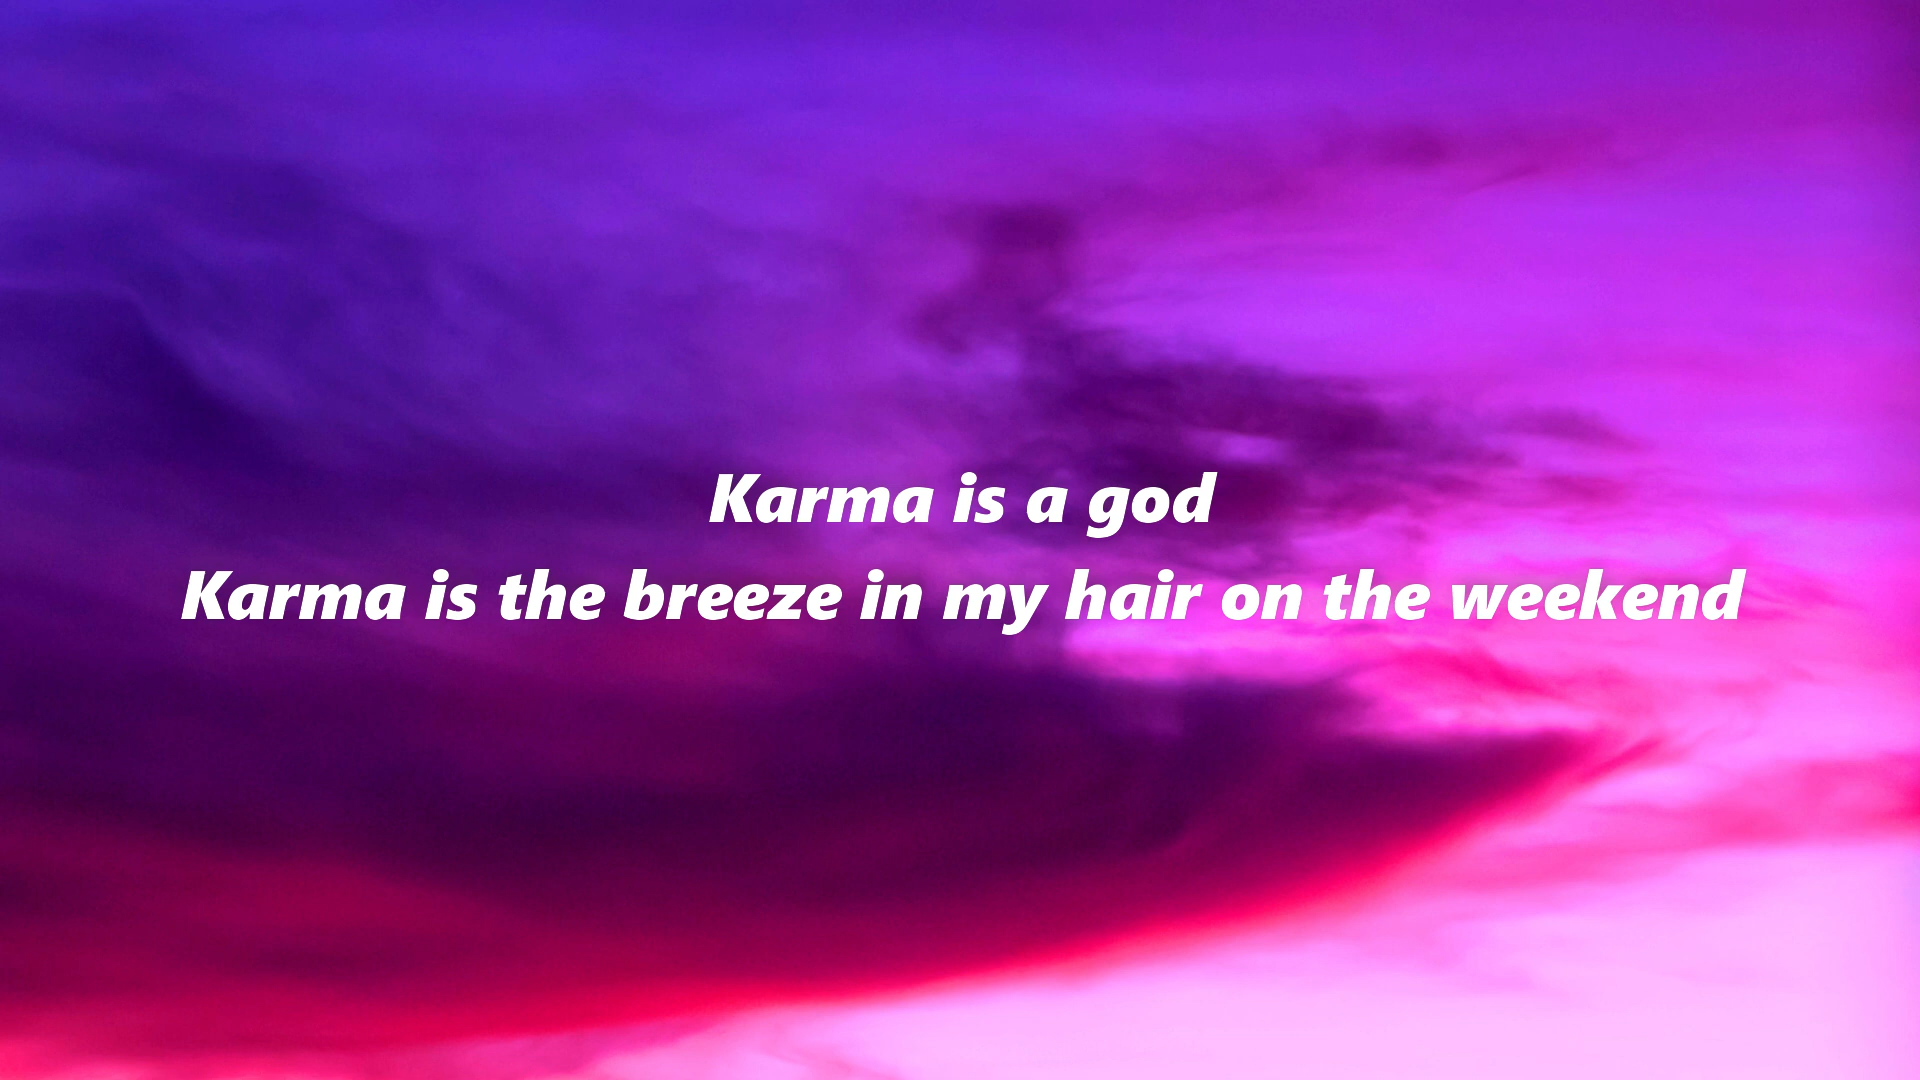 Karma is a god
Karma is the breeze in my hair on the weekend